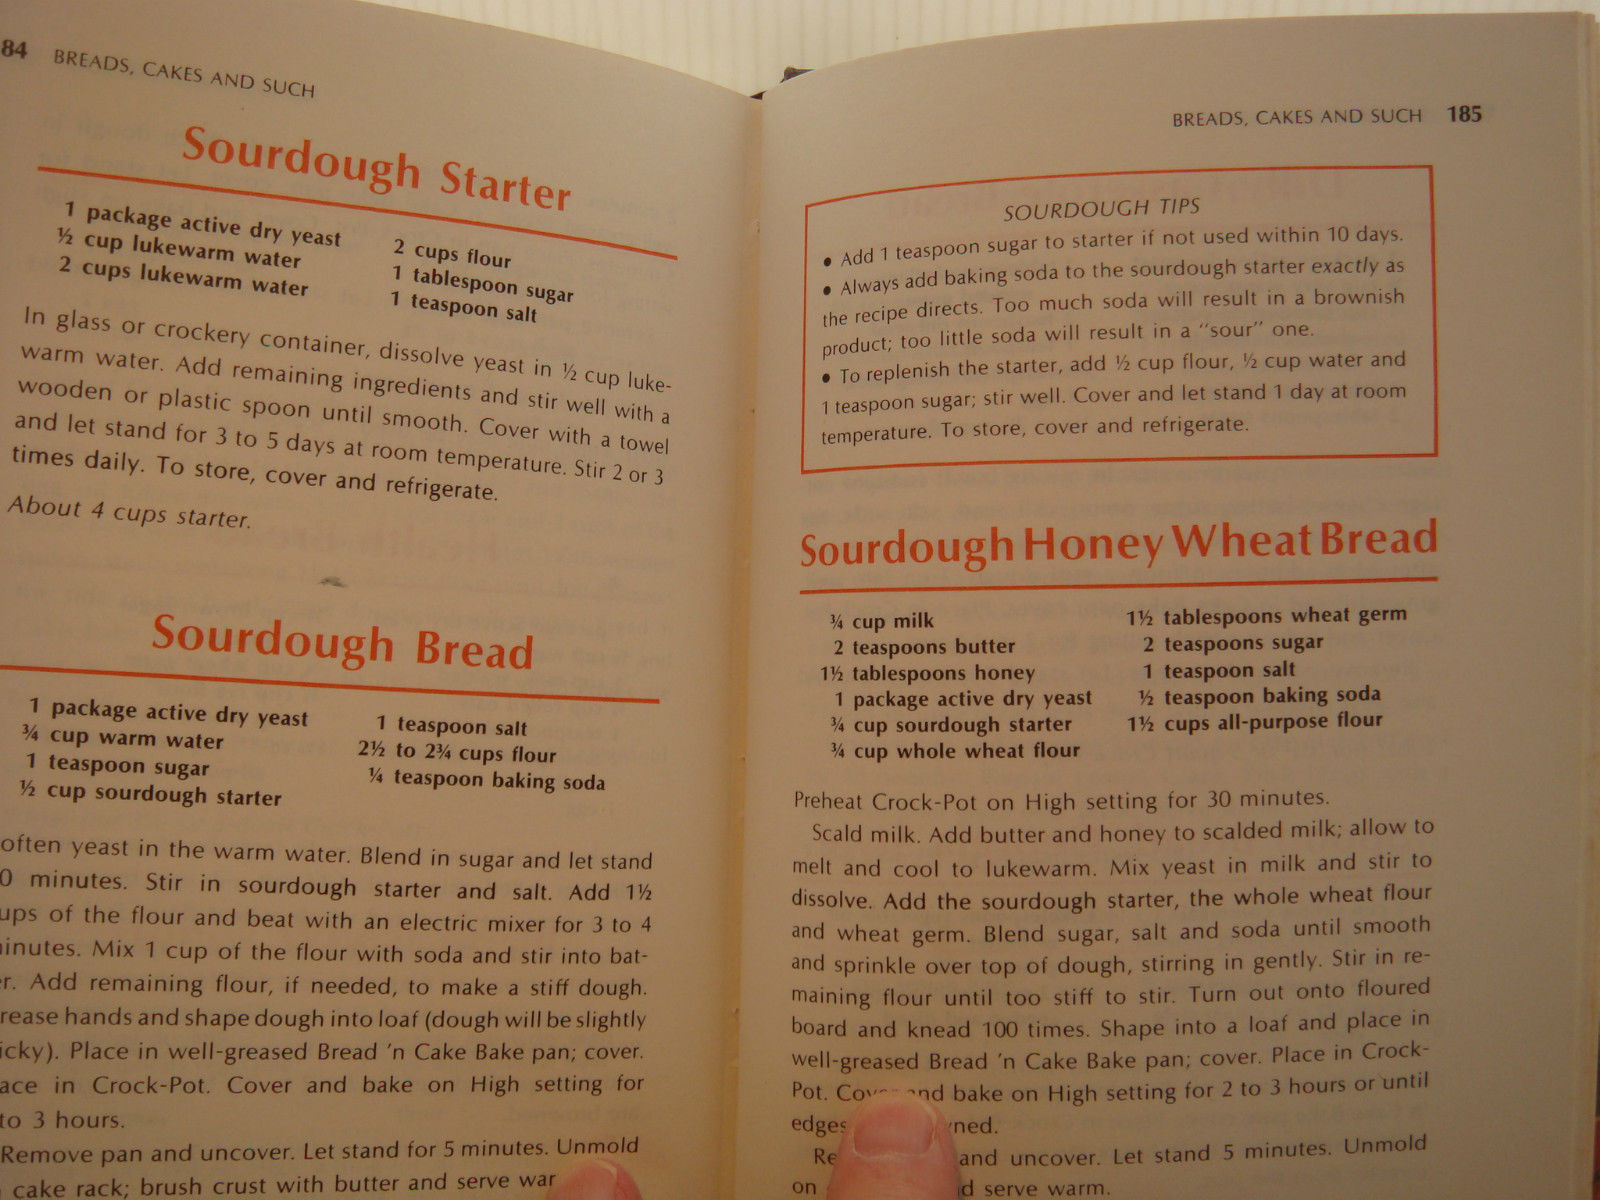 84 BREADS, CAKES AND SUCH
Sourdough Starter
1 package active dry yeast
½ cup lukewarm water
2 cups lukewarm water
2 cups flour
1 tablespoon sugar
1 teaspoon salt
In glass or crockery container, dissolve yeast in ½ cup luke-
warm water. Add remaining ingredients and stir well with a
wooden or plastic spoon until smooth. Cover with a towel
and let stand for 3 to 5 days at room temperature. Stir 2 or 3
times daily. To store, cover and refrigerate.
About 4 cups starter.
Sourdough Bread
1 package active dry yeast
¾ cup warm water
1 teaspoon sugar
½ cup sourdough starter
1 teaspoon salt
2½ to 2¾ cups flour
¼ teaspoon baking soda
often yeast in the warm water. Blend in sugar and let stand
0 minutes. Stir in sourdough starter and salt. Add 1½
ups of the flour and beat with an electric mixer for 3 to 4
inutes. Mix 1 cup of the flour with soda and stir into bat-
r. Add remaining flour, if needed, to make a stiff dough.
rease hands and shape dough into loaf (dough will be slightly
icky). Place in well-greased Bread 'n Cake Bake pan; cover.
ace in Crock-Pot. Cover and bake on High setting for
to 3 hours.
Remove pan and uncover. Let stand for 5 minutes. Unmold
cake rack; brush crust with butter and serve war
BREADS, CAKES AND SUCH 185
SOURDOUGH TIPS
• Add 1 teaspoon sugar to starter if not used within 10 days.
• Always add baking soda to the sourdough starter exactly as
the recipe directs. Too much soda will result in a brownish
product; too little soda will result in a "sour" one.
• To replenish the starter, add ½ cup flour, ½ cup water and
1 teaspoon sugar; stir well. Cover and let stand 1 day at room
temperature. To store, cover and refrigerate.
Sourdough Honey Wheat Bread
¾ cup milk
2 teaspoons butter
1½ tablespoons honey
1 package active dry yeast
¾ cup sourdough starter
¾ cup whole wheat flour
1½ tablespoons wheat germ
2 teaspoons sugar
1 teaspoon salt
½ teaspoon baking soda
1½ cups all-purpose flour
Preheat Crock-Pot on High setting for 30 minutes.
Scald milk. Add butter and honey to scalded milk; allow to
melt and cool to lukewarm. Mix yeast in milk and stir to
dissolve. Add the sourdough starter, the whole wheat flour
and wheat germ. Blend sugar, salt and soda until smooth
and sprinkle over top of dough, stirring in gently. Stir in re-
maining flour until too stiff to stir. Turn out onto floured
board and knead 100 times. Shape into a loaf and place in
well-greased Bread 'n Cake Bake pan; cover. Place in Crock-
Pot. Cover and bake on High setting for 2 to 3 hours or until
edges wned.
Re and uncover. Let stand 5 minutes. Unmold
on d serve warm.